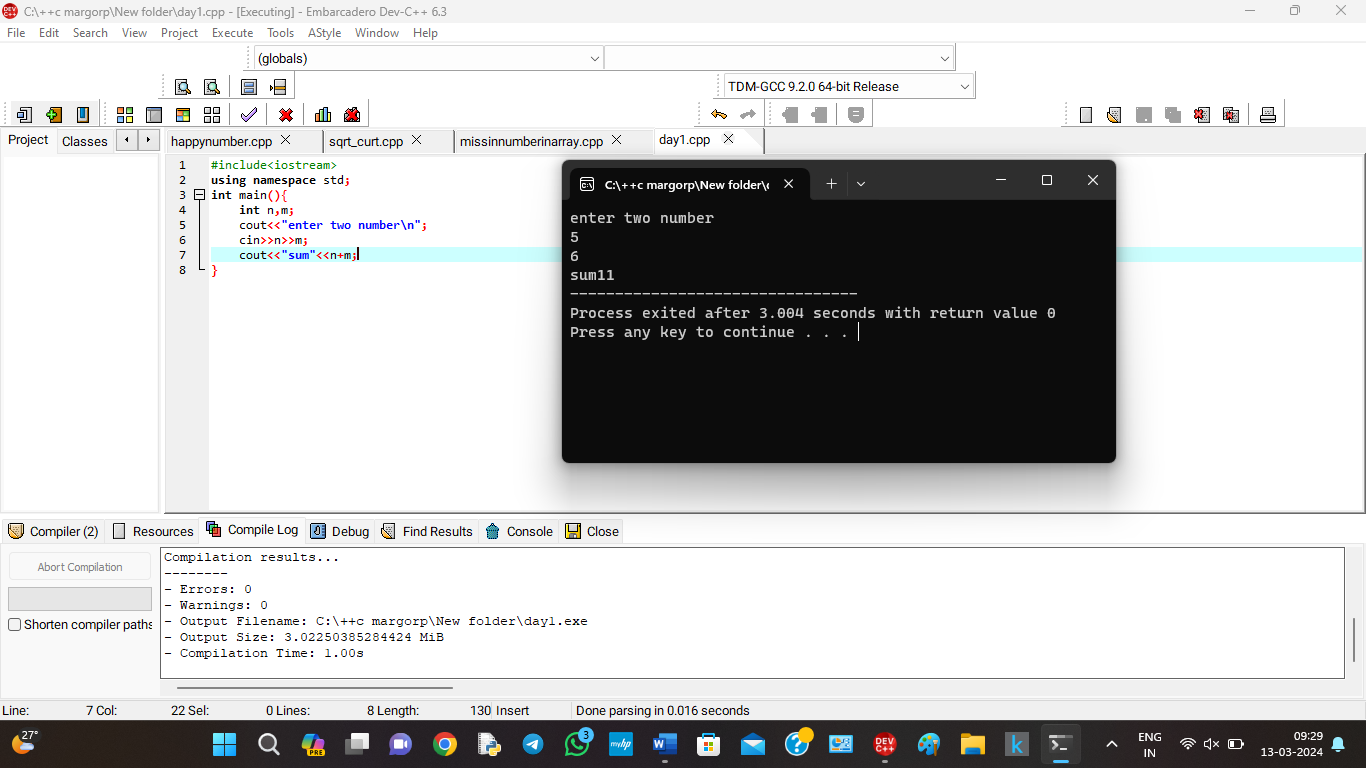 C:\++c margorp\New folder\day1.cpp - [Executing] - Embarcadero Dev-C++ 6.3
File Edit Search View Project Execute Tools AStyle Window Help
(globals)
TDM-GCC 9.2.0 64-bit Release
Project Classes
happynumber.cpp sqrt_curt.cpp missinnumberinarray.cpp day1.cpp
1 #include<iostream>
2 using namespace std;
3 int main(){
4 int n,m;
5 cout<<"enter two number\n";
6 cin>>n>>m;
7 cout<<"sum"<<n+m;
8 }
C:\++c margorp\New folder\
enter two number
5
6
sum11
--------------------------------
Process exited after 3.004 seconds with return value 0
Press any key to continue . . .
Compiler (2) Resources Compile Log Debug Find Results Console Close
Abort Compilation
Shorten compiler paths
Compilation results...
--------
- Errors: 0
- Warnings: 0
- Output Filename: C:\++c margorp\New folder\day1.exe
- Output Size: 3.02250385284424 MiB
- Compilation Time: 1.00s
Line: 7 Col: 22 Sel: 0 Lines: 8 Length: 130 Insert Done parsing in 0.016 seconds
27°
PRE
3
myhp
W
DEV C++
k
ENG
IN
09:29
13-03-2024